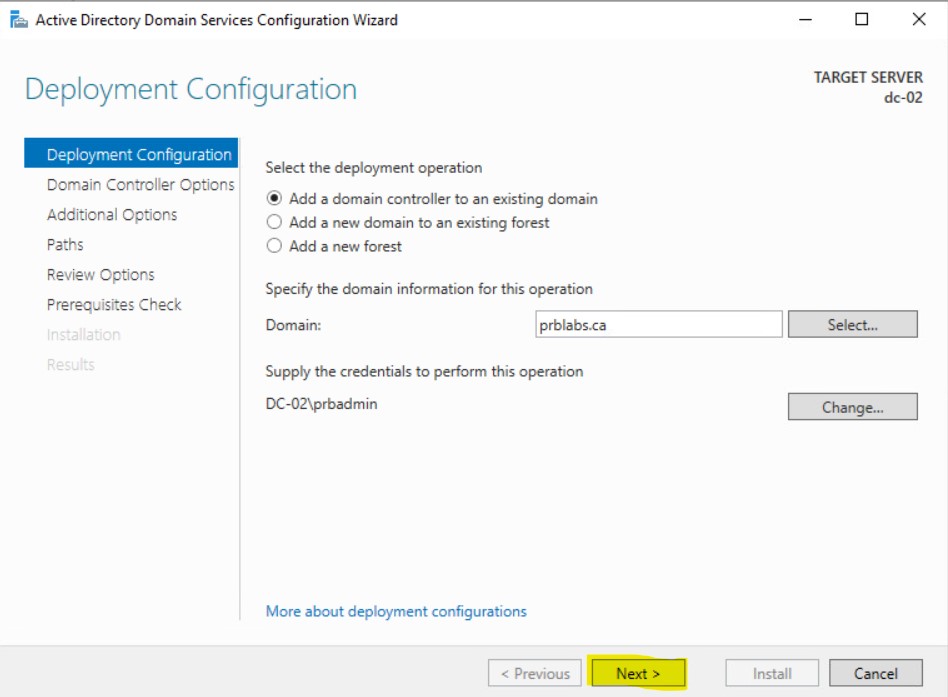 Active Directory Domain Services Configuration Wizard
Deployment Configuration
TARGET SERVER
dc-02
Deployment Configuration
Domain Controller Options
Additional Options
Paths
Review Options
Prerequisites Check
Installation
Results
Select the deployment operation
Add a domain controller to an existing domain
Add a new domain to an existing forest
Add a new forest
Specify the domain information for this operation
Domain: prblabs.ca Select...
Supply the credentials to perform this operation
DC-02\prbadmin Change...
More about deployment configurations
< Previous Next > Install Cancel